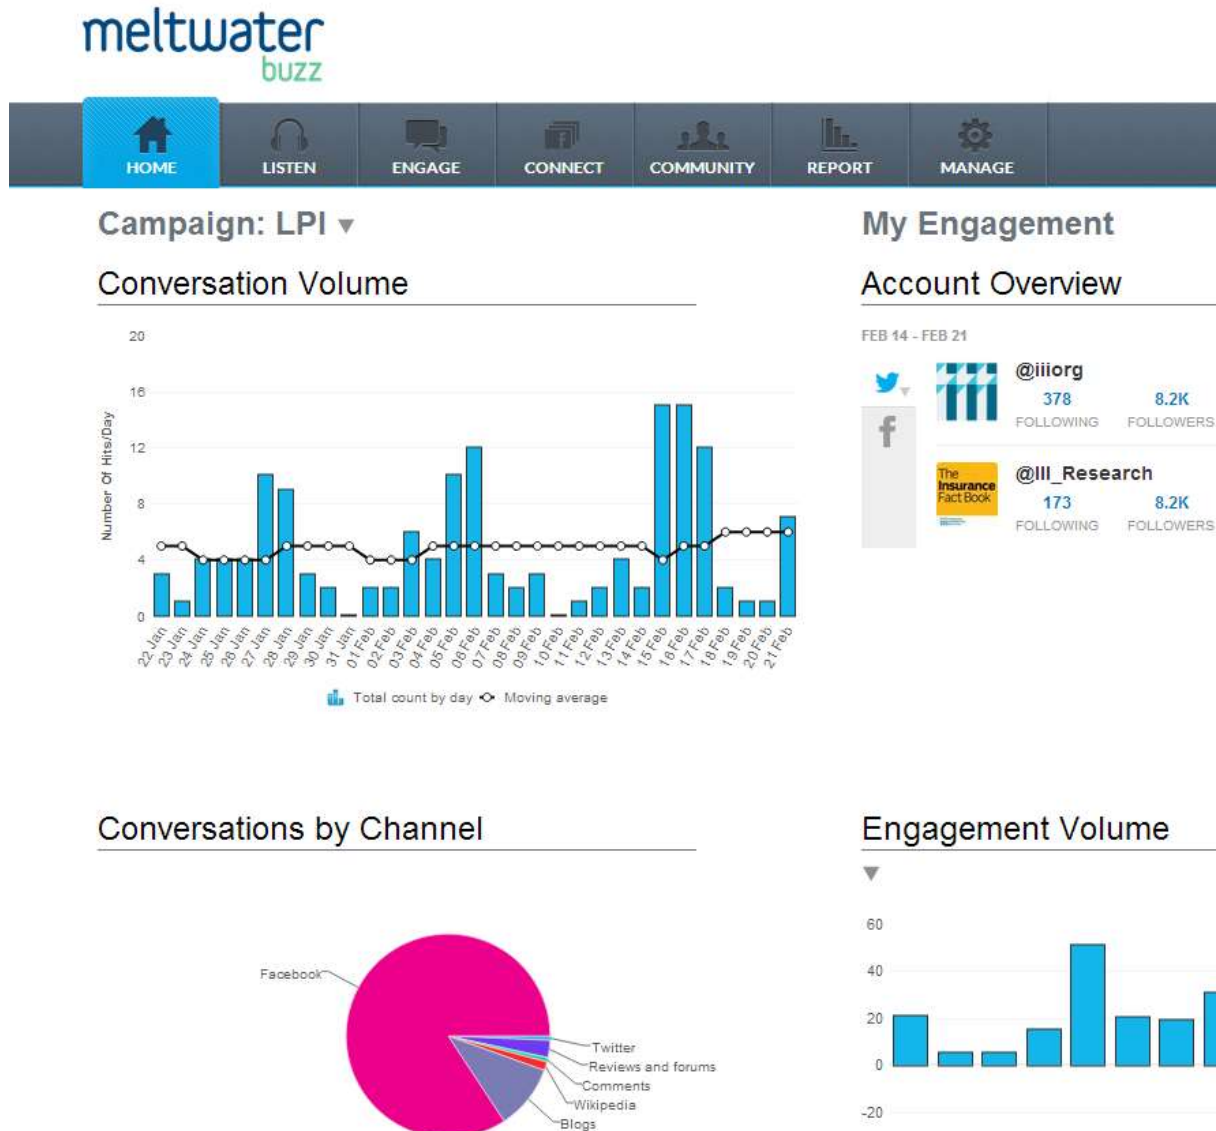 meltwater
buzz
HOME
LISTEN
ENGAGE
CONNECT
COMMUNITY
REPORT
MANAGE
Campaign: LPI
My Engagement
Conversation Volume
Account Overview
20
16
12
8
4
0
Number Of Hits/Day
22 Jan
23 Jan
24 Jan
25 Jan
26 Jan
27 Jan
28 Jan
29 Jan
30 Jan
31 Jan
01 Feb
02 Feb
03 Feb
04 Feb
05 Feb
06 Feb
07 Feb
08 Feb
09 Feb
10 Feb
11 Feb
12 Feb
13 Feb
14 Feb
15 Feb
16 Feb
17 Feb
18 Feb
19 Feb
20 Feb
21 Feb
Total count by day
Moving average
FEB 14 - FEB 21
@iiiorg
378
8.2K
FOLLOWING
FOLLOWERS
The
Insurance
Fact Book
@III_Research
173
8.2K
FOLLOWING
FOLLOWERS
Conversations by Channel
Engagement Volume
Facebook
Twitter
Reviews and forums
Comments
Wikipedia
Blogs
60
40
20
0
-20